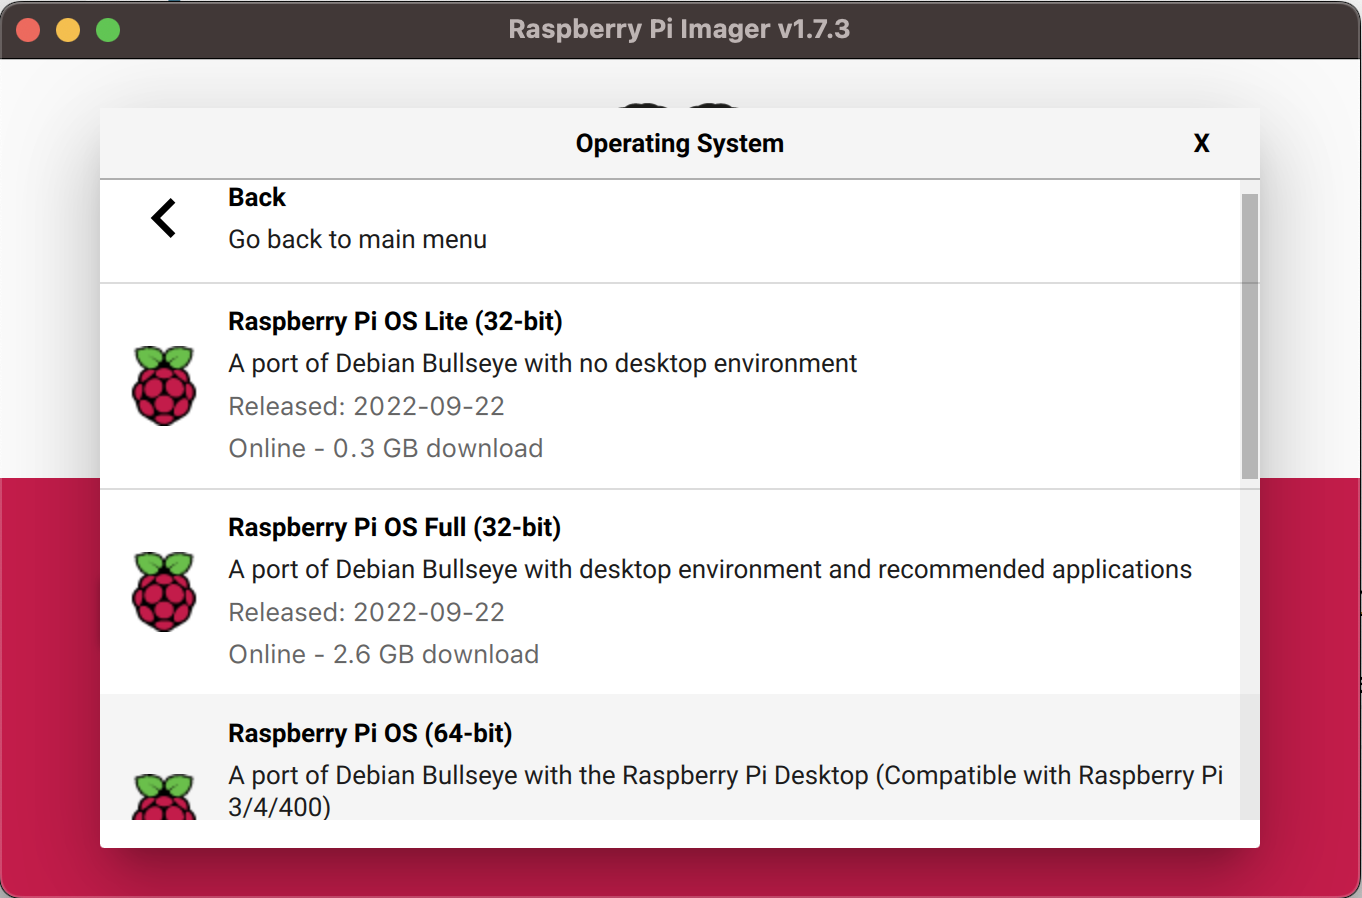 Raspberry Pi Imager v1.7.3
Operating System
X
Back
Go back to main menu
Raspberry Pi OS Lite (32-bit)
A port of Debian Bullseye with no desktop environment
Released: 2022-09-22
Online - 0.3 GB download
Raspberry Pi OS Full (32-bit)
A port of Debian Bullseye with desktop environment and recommended applications
Released: 2022-09-22
Online - 2.6 GB download
Raspberry Pi OS (64-bit)
A port of Debian Bullseye with the Raspberry Pi Desktop (Compatible with Raspberry Pi
3/4/400)